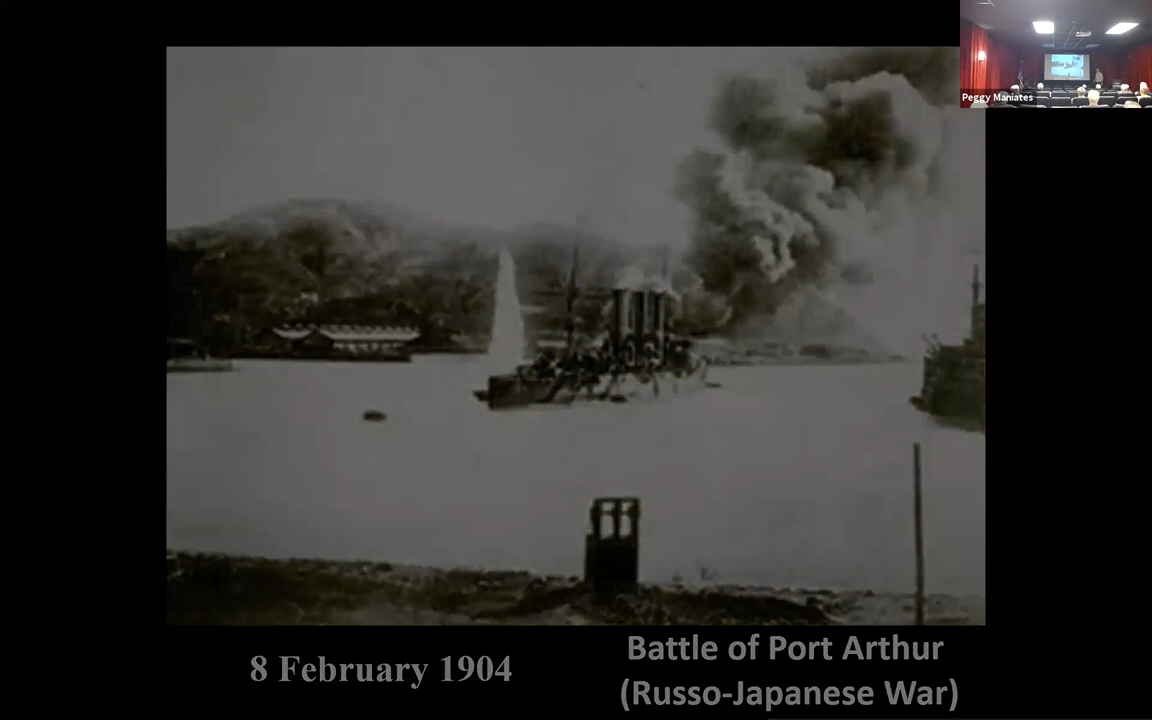 Peggy Maniates
8 February 1904
Battle of Port Arthur
(Russo-Japanese War)